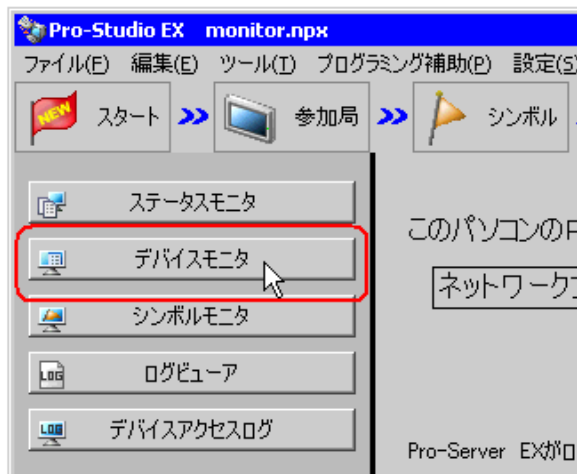 Pro-Studio EX monitor.npx
ファイル(F) 編集(E) ツール(T) プログラミング補助(P) 設定(S)
NEW スタート 参加局 シンボル
ステータスモニタ
このパソコンの
デバイスモニタ
ネットワーク
シンボルモニタ
LOG ログビューア
LOG デバイスアクセスログ
Pro-Server EXがロ